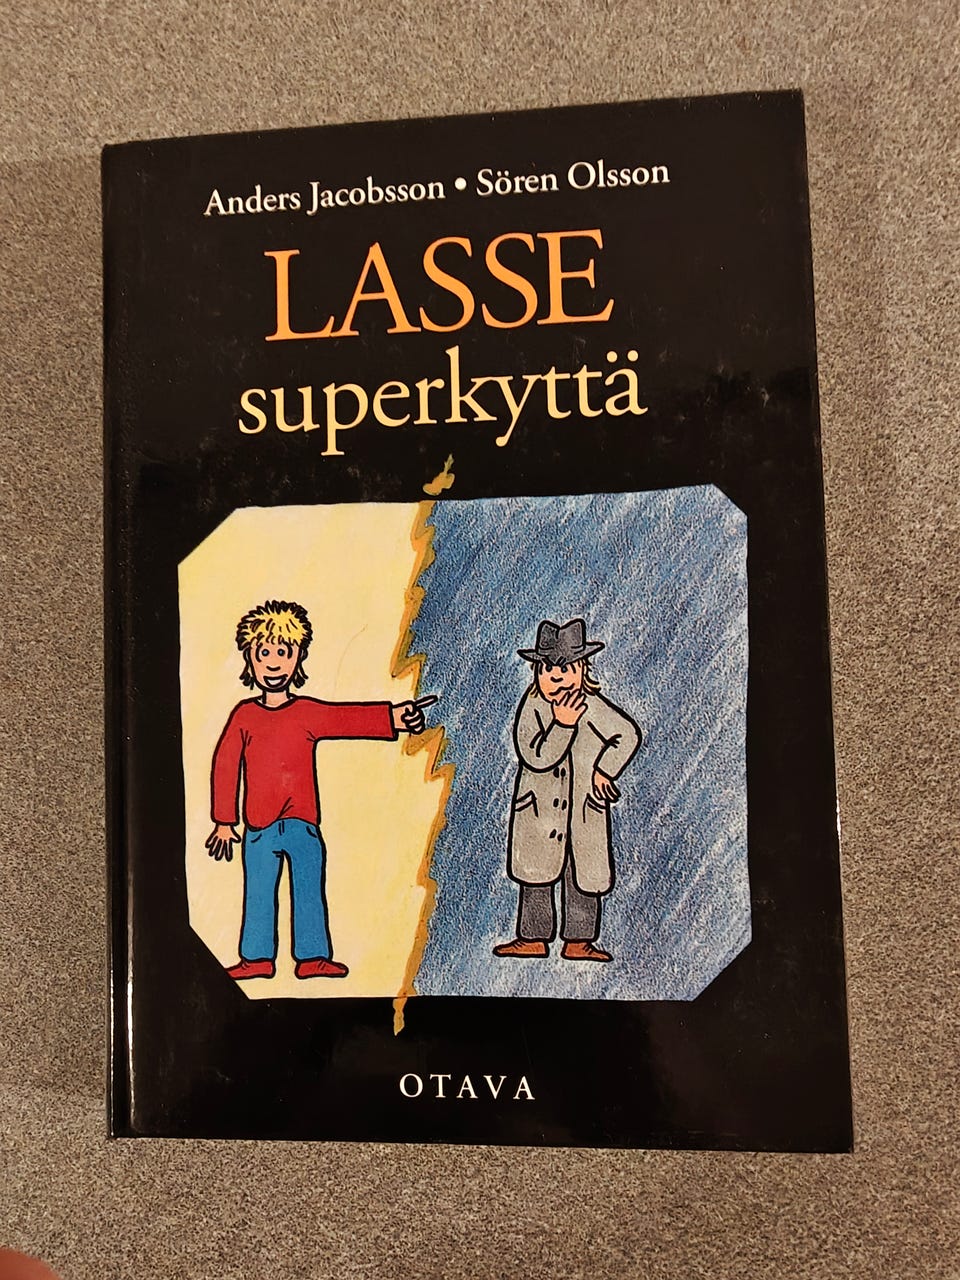 Anders Jacobsson • Sören Olsson
LASSE
superkyttä
OTAVA